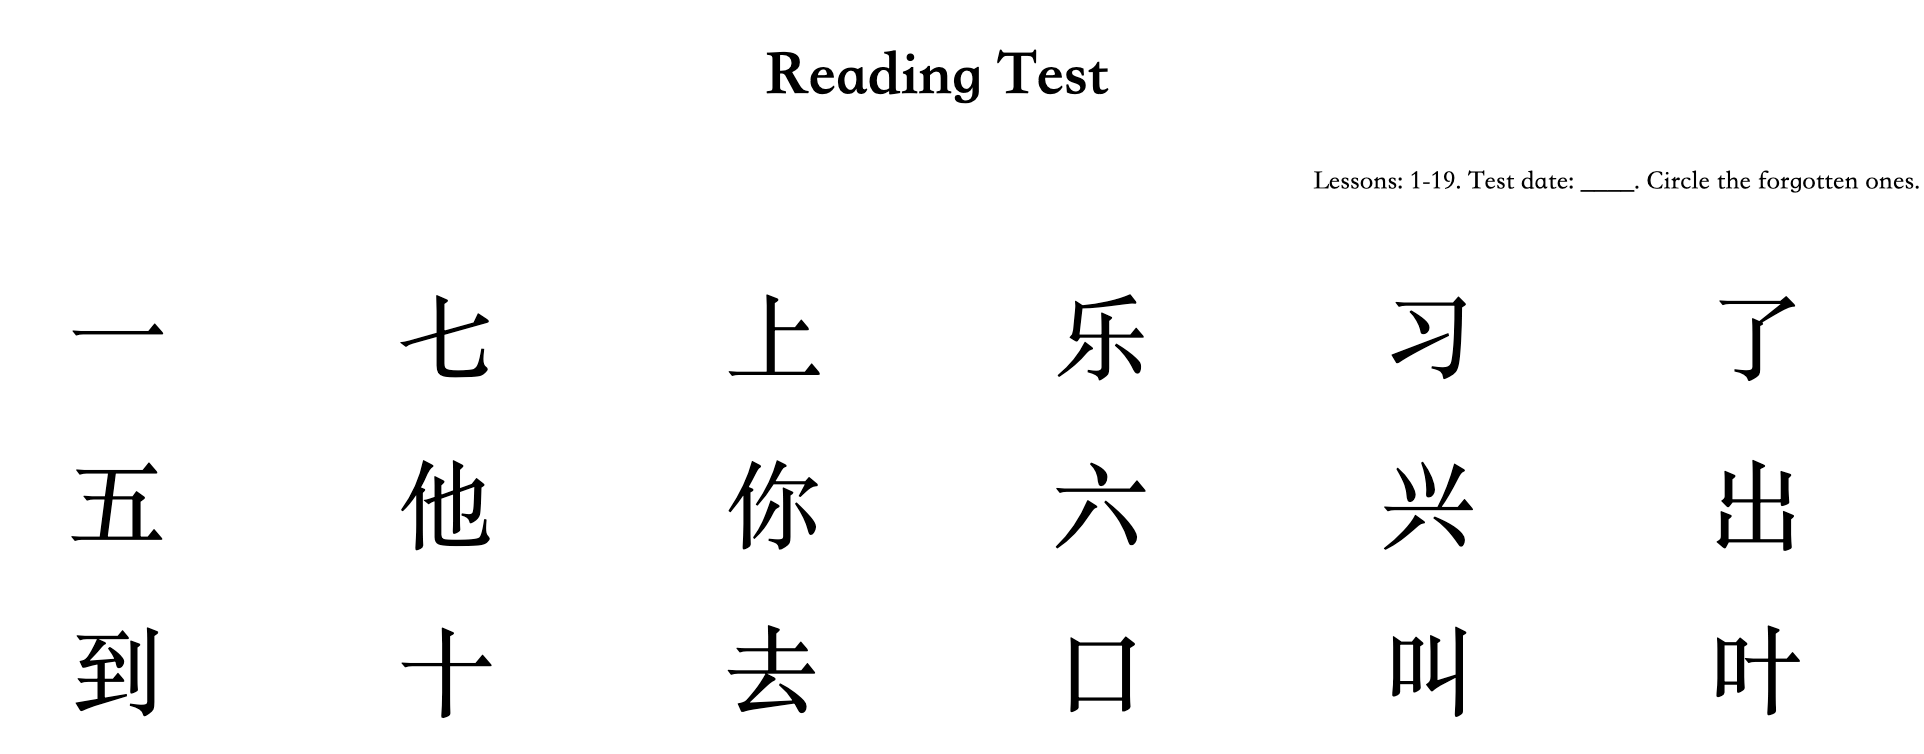 Reading Test
Lessons: 1-19. Test date: ____. Circle the forgotten ones.
一 七 上 乐 习 了
五 他 你 六 兴 出
到 十 去 口 叫 叶